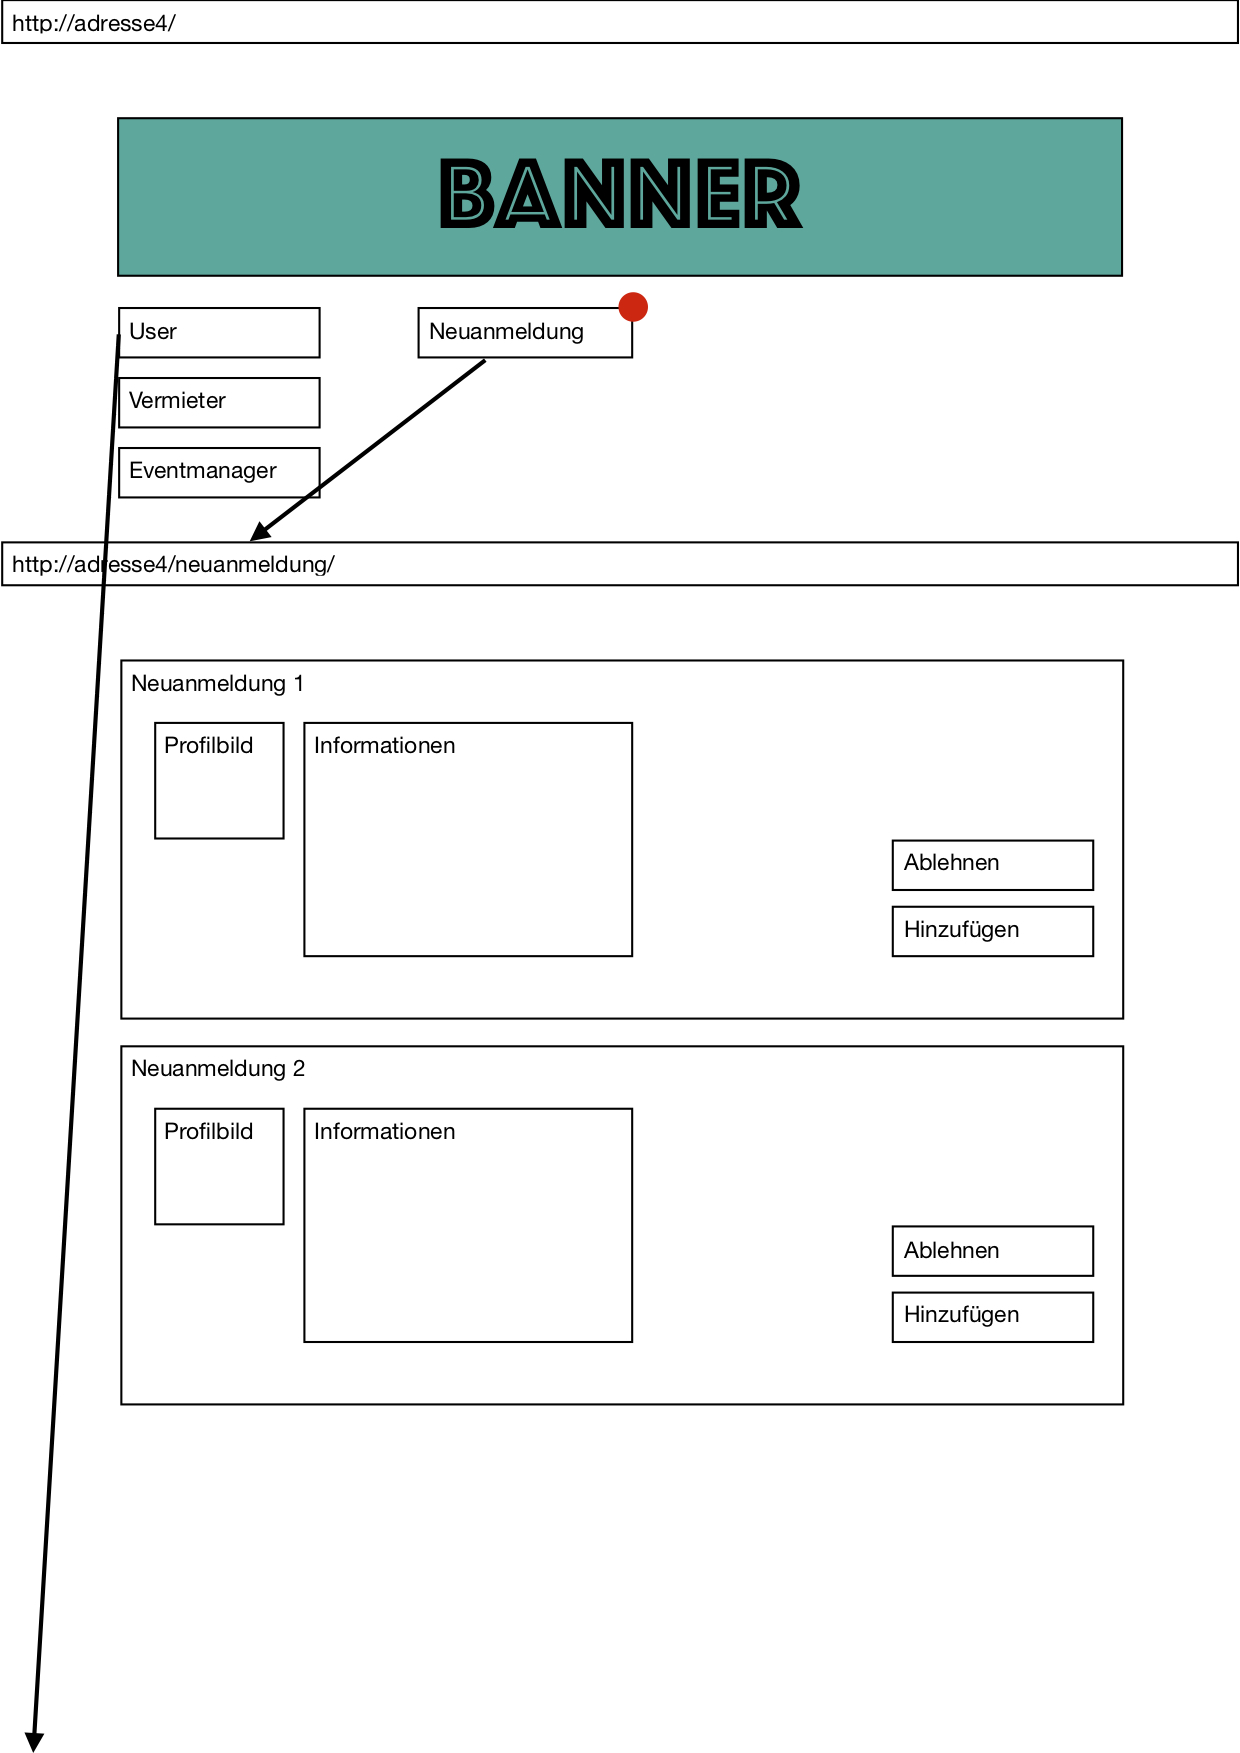 http://adresse4/
BANNER
User
Neuanmeldung
Vermieter
Eventmanager
http://adresse4/neuanmeldung/
Neuanmeldung 1
Profilbild
Informationen
Ablehnen
Hinzufügen
Neuanmeldung 2
Profilbild
Informationen
Ablehnen
Hinzufügen